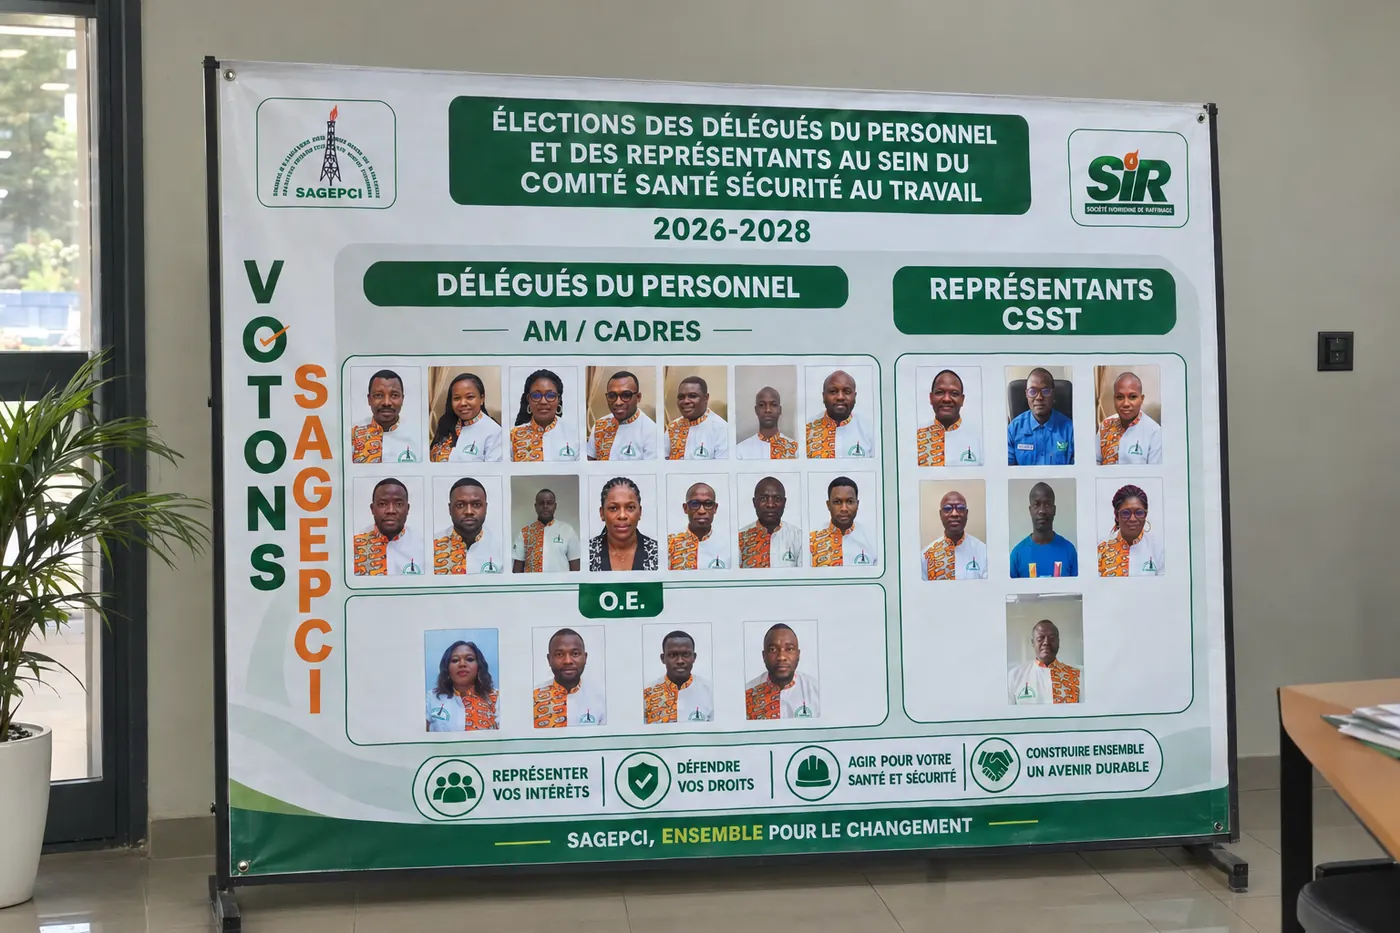 SAGEPCI
ÉLECTIONS DES DÉLÉGUÉS DU PERSONNEL
ET DES REPRÉSENTANTS AU SEIN DU
COMITÉ SANTÉ SÉCURITÉ AU TRAVAIL
2026-2028
SIR
SOCIÉTÉ IVOIRIENNE DE RAFFINAGE
VOTONS
SAGEPCI
DÉLÉGUÉS DU PERSONNEL
AM / CADRES
O.E.
REPRÉSENTANTS
CSST
REPRÉSENTER
VOS INTÉRÊTS
DÉFENDRE
VOS DROITS
AGIR POUR VOTRE
SANTÉ ET SÉCURITÉ
CONSTRUIRE ENSEMBLE
UN AVENIR DURABLE
SAGEPCI, ENSEMBLE POUR LE CHANGEMENT